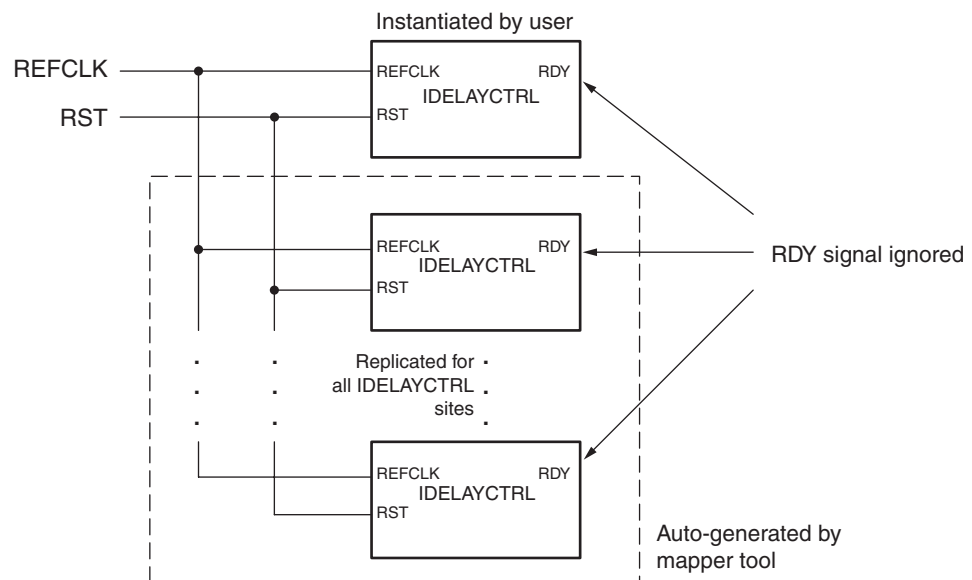 Instantiated by user
REFCLK
RST
REFCLK RDY
IDELAYCTRL
RST
REFCLK RDY
IDELAYCTRL
RST
RDY signal ignored
Replicated for
all IDELAYCTRL
sites
REFCLK RDY
IDELAYCTRL
RST
Auto-generated by
mapper tool